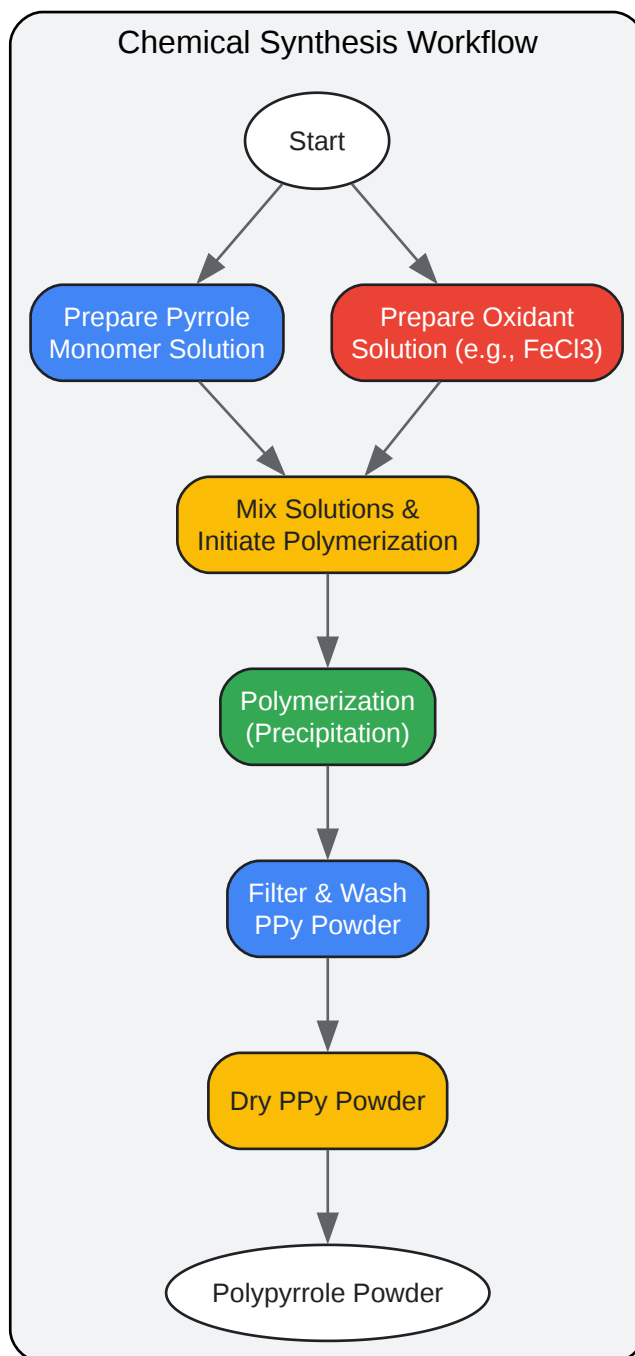 Chemical Synthesis Workflow
Start
Prepare Pyrrole
Monomer Solution
Prepare Oxidant
Solution (e.g., FeCl3)
Mix Solutions &
Initiate Polymerization
Polymerization
(Precipitation)
Filter & Wash
PPy Powder
Dry PPy Powder
Polypyrrole Powder